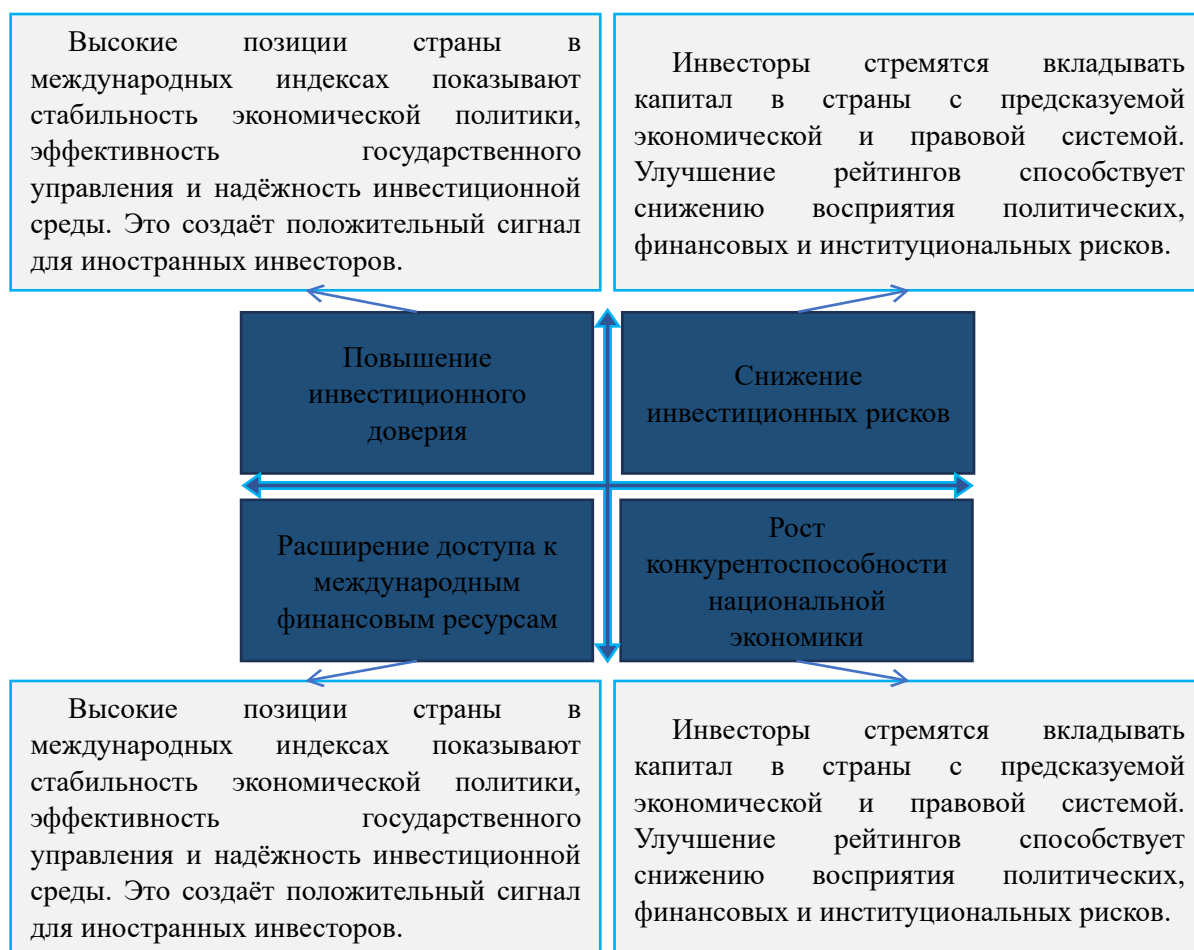 Высокие позиции страны в
международных индексах показывают
стабильность экономической политики,
эффективность государственного
управления и надёжность инвестиционной
среды. Это создаёт положительный сигнал
для иностранных инвесторов.
Инвесторы стремятся вкладывать
капитал в страны с предсказуемой
экономической и правовой системой.
Улучшение рейтингов способствует
снижению восприятия политических,
финансовых и институциональных рисков.
Повышение
инвестиционного
доверия
Снижение
инвестиционных рисков
Расширение доступа к
международным
финансовым ресурсам
Рост
конкурентоспособности
национальной
экономики
Высокие позиции страны в
международных индексах показывают
стабильность экономической политики,
эффективность государственного
управления и надёжность инвестиционной
среды. Это создаёт положительный сигнал
для иностранных инвесторов.
Инвесторы стремятся вкладывать
капитал в страны с предсказуемой
экономической и правовой системой.
Улучшение рейтингов способствует
снижению восприятия политических,
финансовых и институциональных рисков.